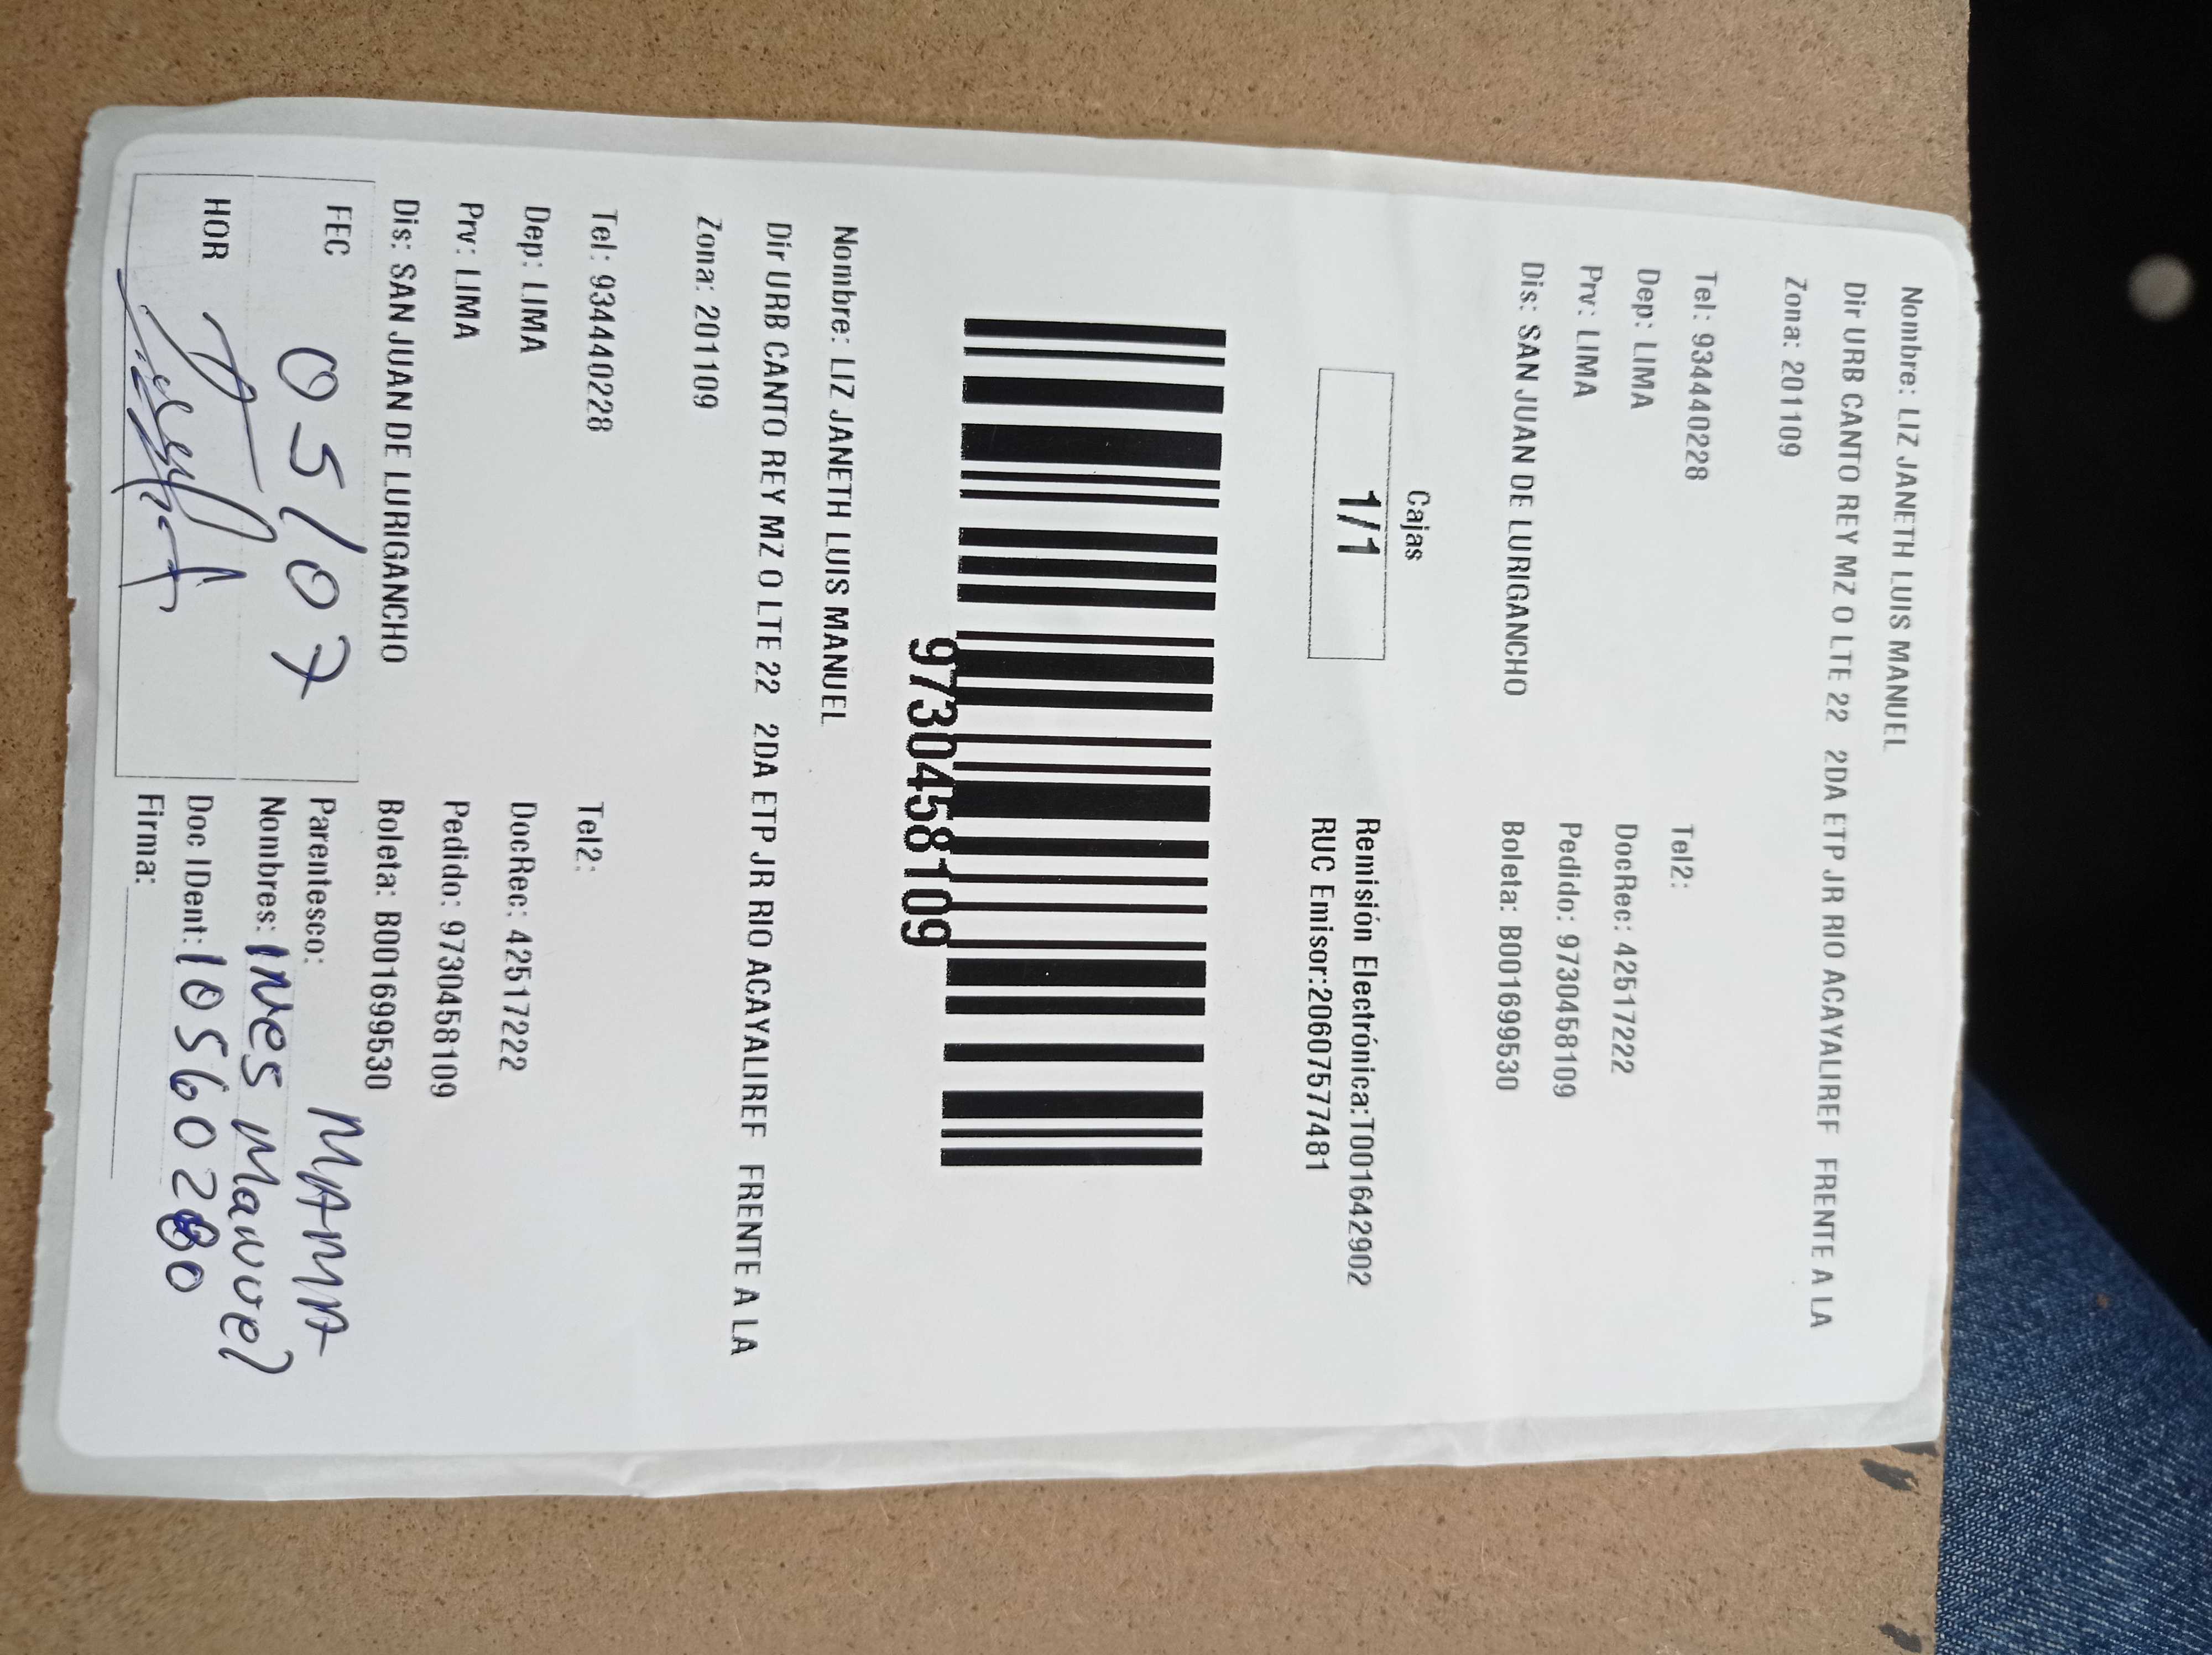 Nombre: LIZ JANETH LUIS MANUEL
Dir URB CANTO REY MZ O LTE 22 2DA ETP JR RIO ACAYALIREF FRENTE A LA
Zona: 201109
Tel: 934440228 Tel2:
Dep: LIMA DocRec: 42517222
Prv: LIMA Pedido: 9730458109
Dis: SAN JUAN DE LURIGANCHO Boleta: B001699530
Cajas
1/1
Remisión Electrónica:T001642902
RUC Emisor:20607577481
9730458109
Nombre: LIZ JANETH LUIS MANUEL
Dir URB CANTO REY MZ O LTE 22 2DA ETP JR RIO ACAYALIREF FRENTE A LA
Zona: 201109
Tel: 934440228 Tel2:
Dep: LIMA DocRec: 42517222
Prv: LIMA Pedido: 9730458109
Dis: SAN JUAN DE LURIGANCHO Boleta: B001699530
FEC 05/07 Parentesco: MAMA
Nombres: Ines Manuel
HOR Doc IDent: 10560280
Firma: